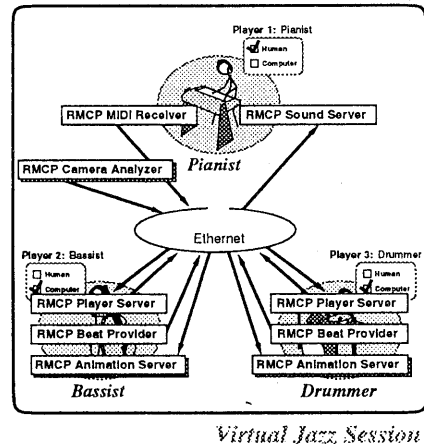 Player 1: Pianist
Human
Computer
RMCP MIDI Receiver
RMCP Sound Server
Pianist
RMCP Camera Analyzer
Ethernet
Player 2: Bassist
Human
Computer
RMCP Player Server
RMCP Beat Provider
RMCP Animation Server
Bassist
Player 3: Drummer
Human
Computer
RMCP Player Server
RMCP Beat Provider
RMCP Animation Server
Drummer
Virtual Jazz Session